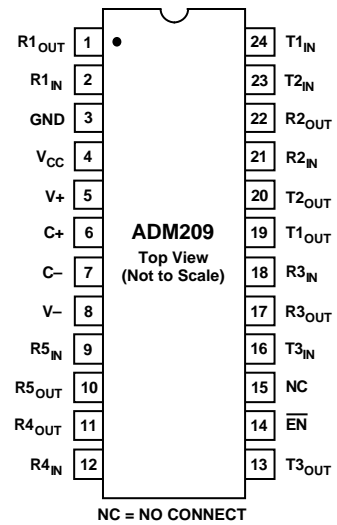 R1OUT 1 24 T1IN
R1IN 2 23 T2IN
GND 3 22 R2OUT
VCC 4 21 R2IN
V+ 5 20 T2OUT
C+ 6 ADM209 19 T1OUT
Top View
C– 7 (Not to Scale) 18 R3IN
V– 8 17 R3OUT
R5IN 9 16 T3IN
R5OUT 10 15 NC
R4OUT 11 14 E̅N̅
R4IN 12 13 T3OUT
NC = NO CONNECT